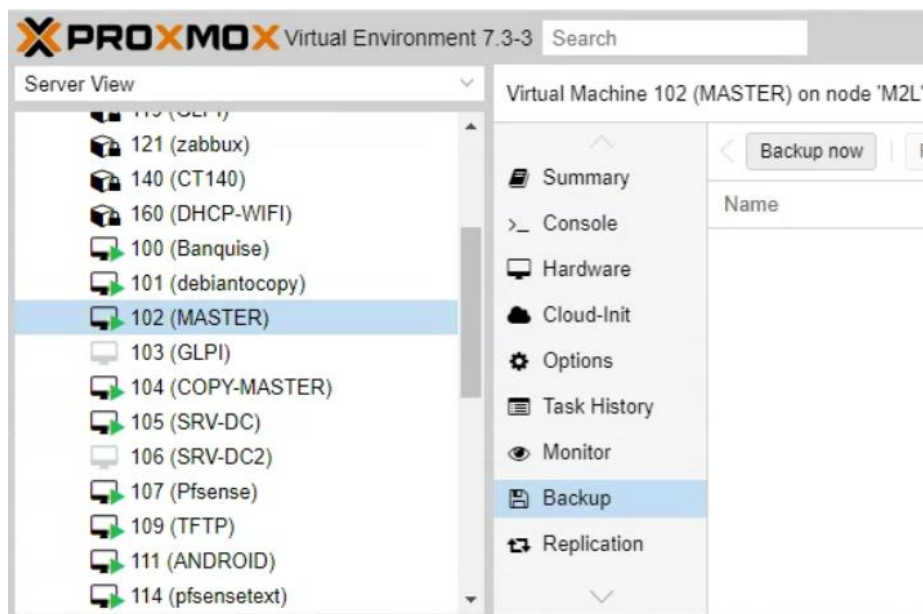 PROXMOX Virtual Environment 7.3-3 Search
Server View
121 (zabbux)
140 (CT140)
160 (DHCP-WIFI)
100 (Banquise)
101 (debiantocopy)
102 (MASTER)
103 (GLPI)
104 (COPY-MASTER)
105 (SRV-DC)
106 (SRV-DC2)
107 (Pfsense)
109 (TFTP)
111 (ANDROID)
114 (pfsensetext)
Virtual Machine 102 (MASTER) on node 'M2L'
Summary
Console
Hardware
Cloud-Init
Options
Task History
Monitor
Backup
Replication
Backup now
Name